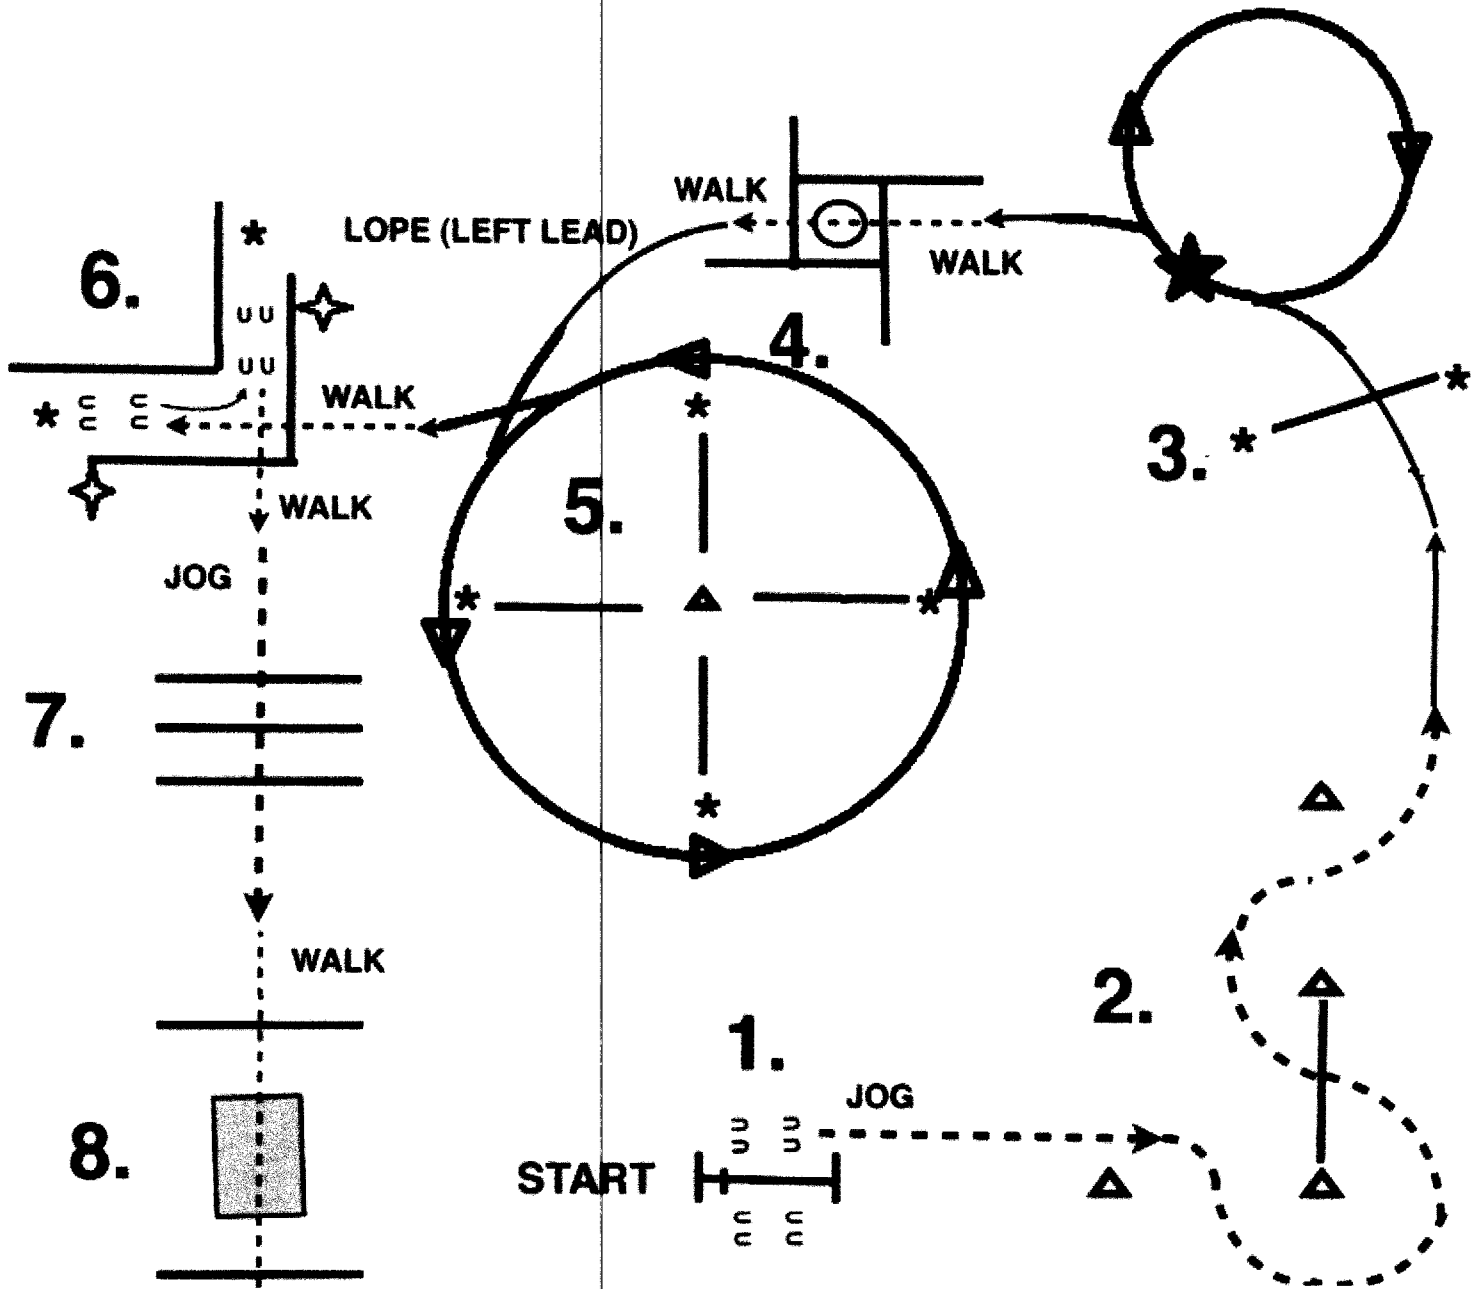 WALK
LOPE (LEFT LEAD)
WALK
6.
4.
WALK
3.
5.
WALK
JOG
7.
WALK
2.
1.
JOG
8.
START